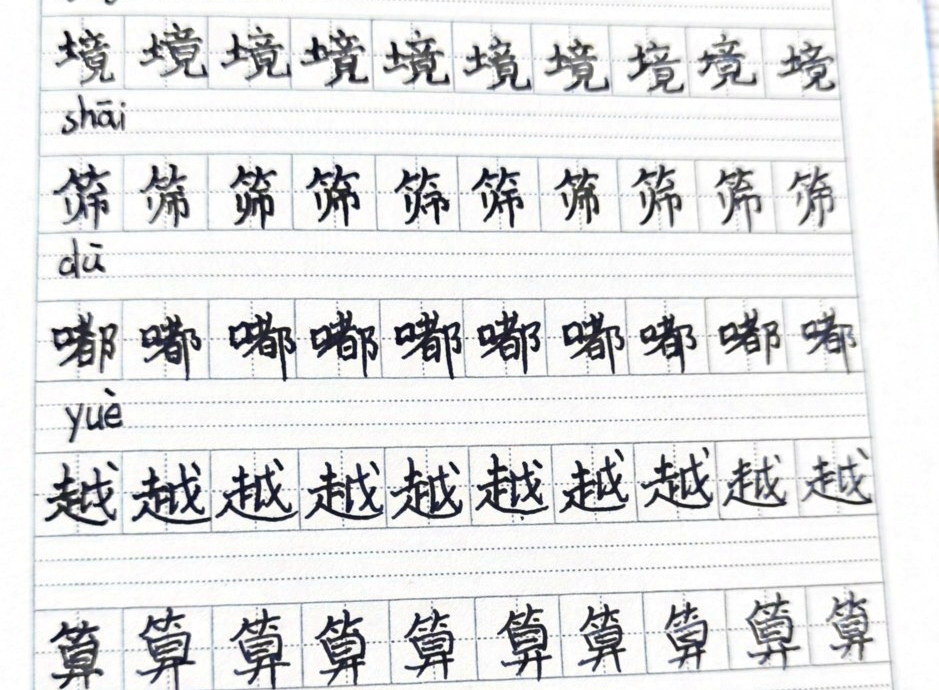 境 境 境 境 境 境 境 境 境 境
shāi
筛 筛 筛 筛 筛 筛 筛 筛 筛 筛
dū
嘟 嘟 嘟 嘟 嘟 嘟 嘟 嘟 嘟 嘟
yuè
越 越 越 越 越 越 越 越 越 越
算 算 算 算 算 算 算 算 算 算